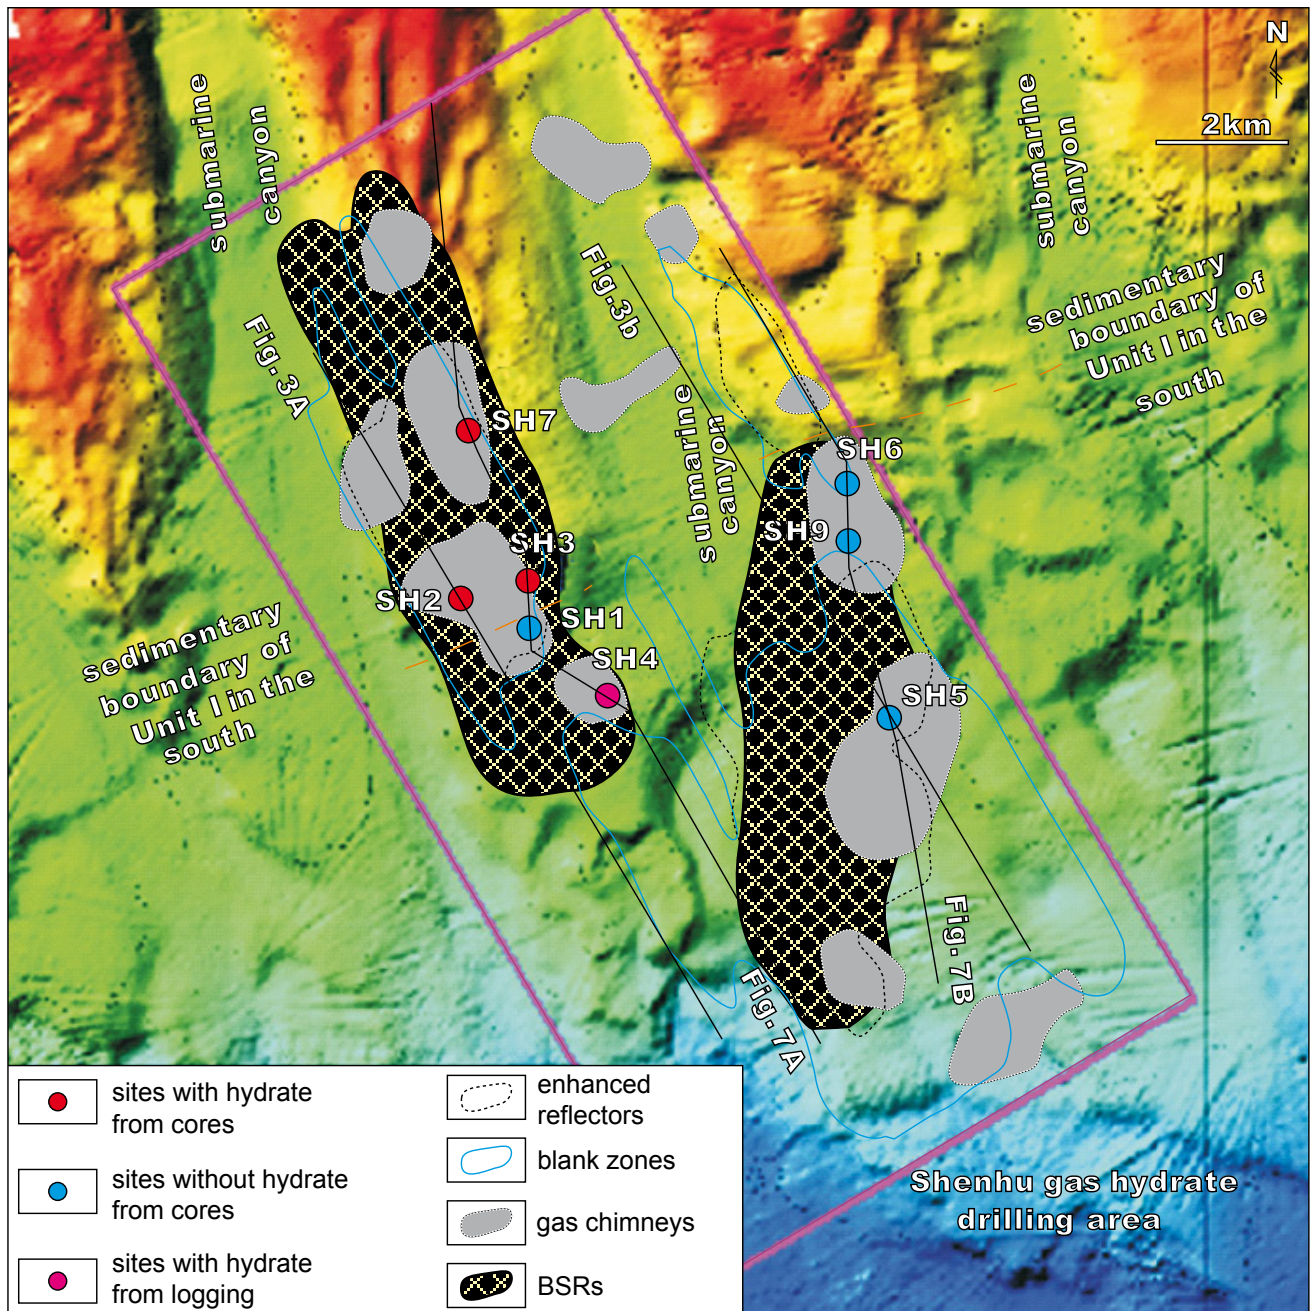 N
2km
submarine
canyon
submarine
canyon
sedimentary
boundary of
Unit I in the
south
Fig.3b
Fig. 3A
submarine
canyon
SH7
SH6
SH9
SH3
SH2
SH1
SH4
SH5
sedimentary
boundary of
Unit I in the
south
Fig. 7B
Fig. 7A
Shenhu gas hydrate
drilling area
sites with hydrate
from cores
sites without hydrate
from cores
sites with hydrate
from logging
enhanced
reflectors
blank zones
gas chimneys
BSRs